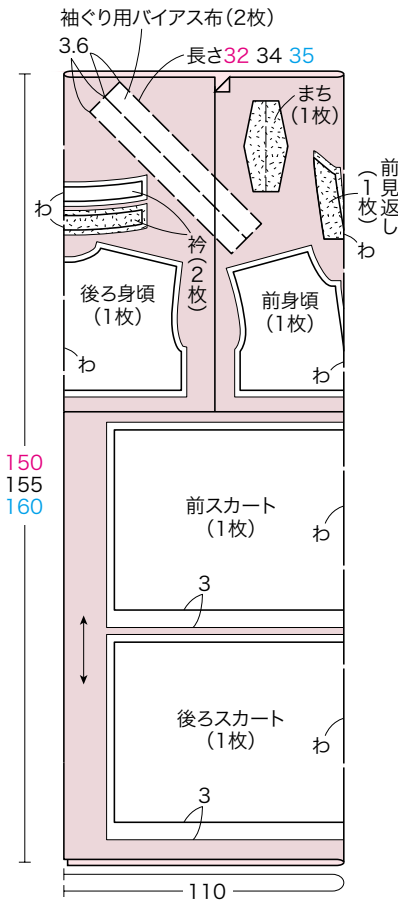 袖ぐり用バイアス布(2枚)
3.6
長さ32 34 35
まち
(1枚)
前見返し
(1枚)
わ
わ
衿(2枚)
後ろ身頃
(1枚)
前身頃
(1枚)
わ
わ
150
155
160
前スカート
(1枚)
わ
3
後ろスカート
(1枚)
わ
3
110